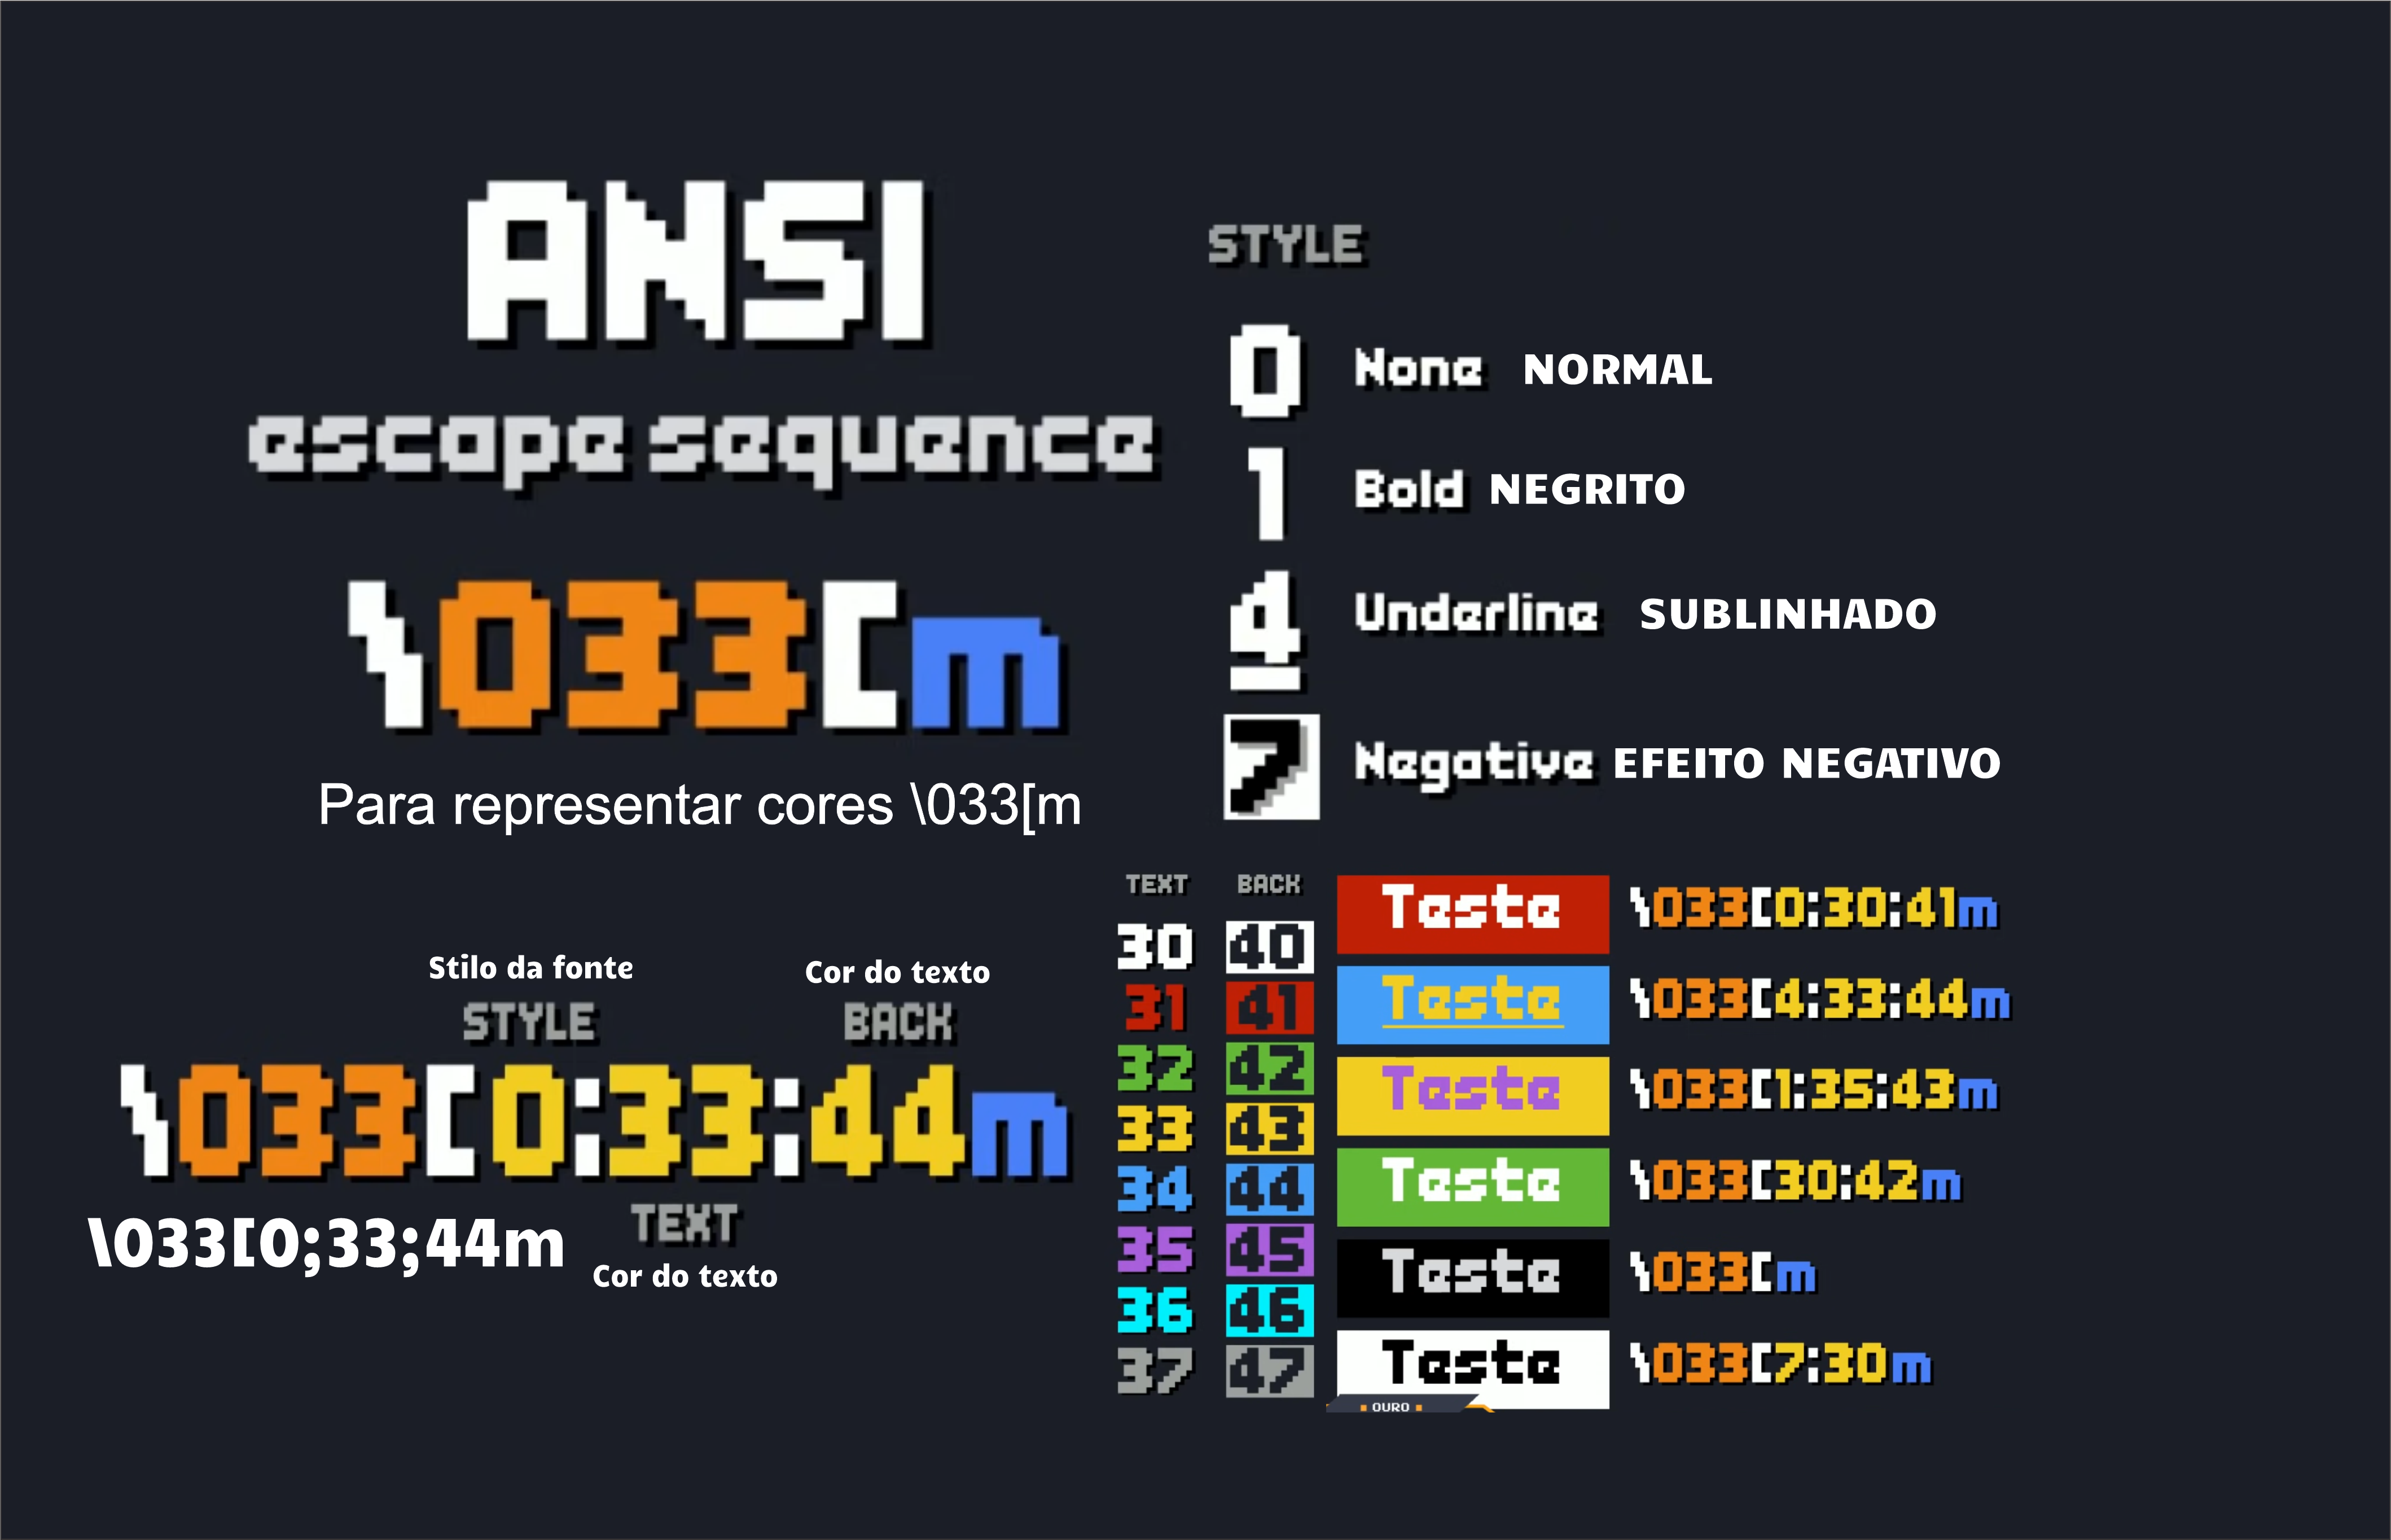 ANSI
escape sequence
\033[m
Para representar cores \033[m
STYLE
0 None NORMAL
1 Bold NEGRITO
4 Underline SUBLINHADO
7 Negative EFEITO NEGATIVO
Stilo da fonte
Cor do texto
STYLE
BACK
\033[0:33:44m
TEXT
\033[0;33;44m
Cor do texto
TEXT BACK
30 40
31 41
32 42
33 43
34 44
35 45
36 46
37 47
Teste \033[0:30:41m
Teste \033[4:33:44m
Teste \033[1:35:43m
Teste \033[30:42m
Teste \033[m
Teste \033[7:30m
OURO